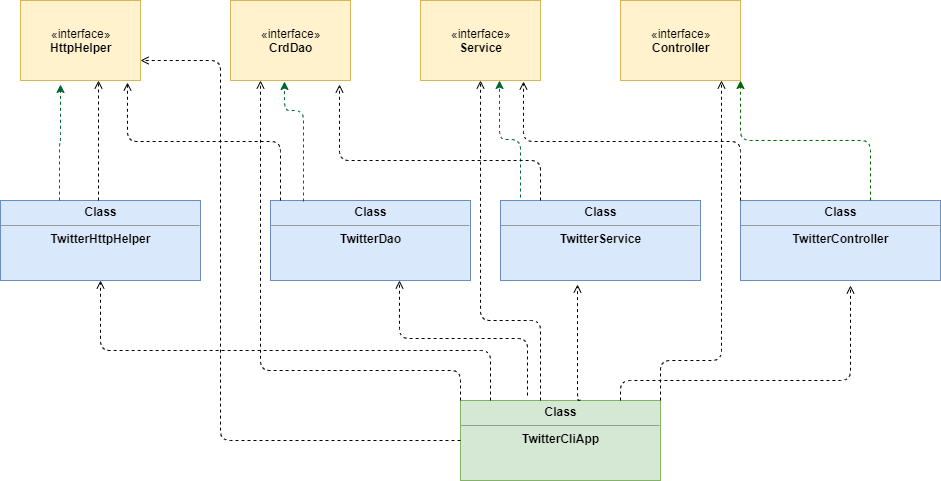 «interface»
HttpHelper
«interface»
CrdDao
«interface»
Service
«interface»
Controller
Class
TwitterHttpHelper
Class
TwitterDao
Class
TwitterService
Class
TwitterController
Class
TwitterCliApp